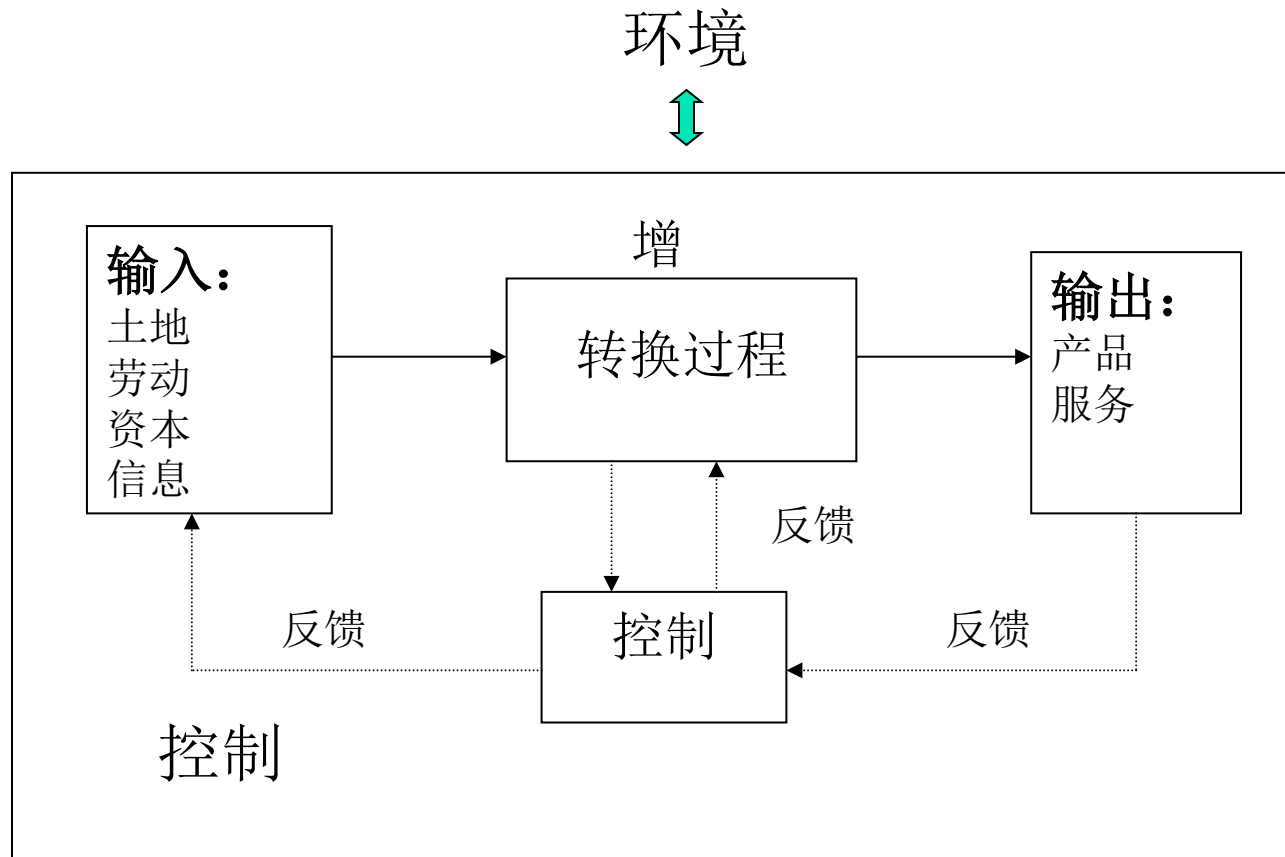 环境
增
输入：
土地
劳动
资本
信息
转换过程
输出：
产品
服务
反馈
反馈
控制
反馈
控制